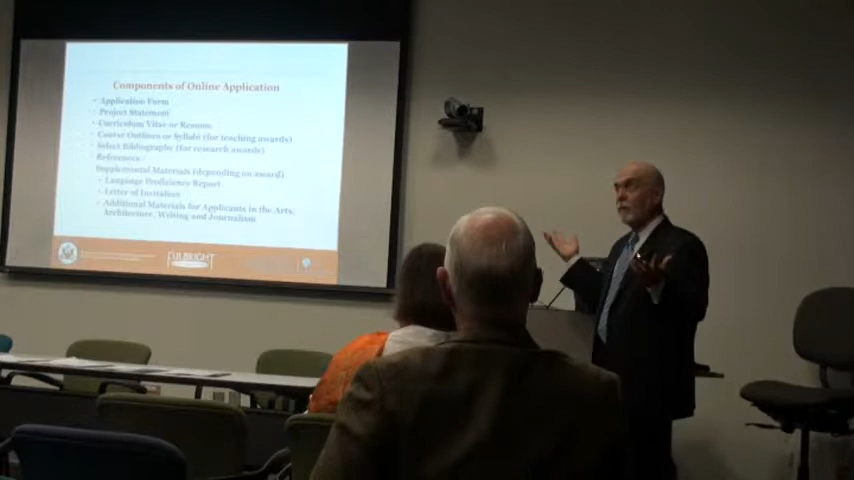 Components of Online Application
Application Form
Project Statement
Curriculum Vitae or Resume
Course Outlines or Syllabi (for teaching awards)
Select Bibliography (for research awards)
References -
Supplemental Materials (depending on award)
Language Proficiency Report
Letter of Invitation
Additional Materials for Applicants in the Arts,
Architecture, Writing and Journalism
FULBRIGHT